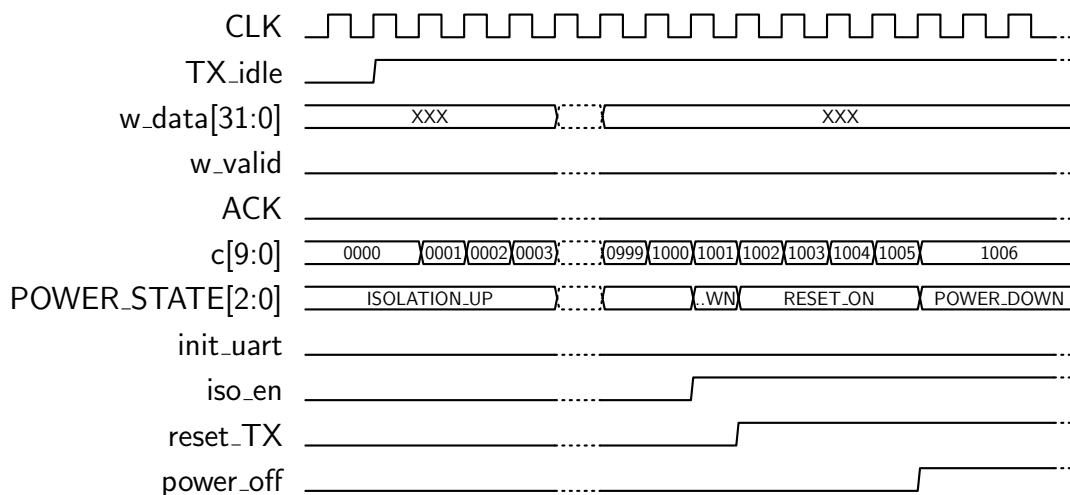 CLK
TX_idle
w_data[31:0] XXX XXX
w_valid
ACK
c[9:0] 0000 0001 0002 0003 0999 1000 1001 1002 1003 1004 1005 1006
POWER_STATE[2:0] ISOLATION_UP ..WN RESET_ON POWER_DOWN
init_uart
iso_en
reset_TX
power_off